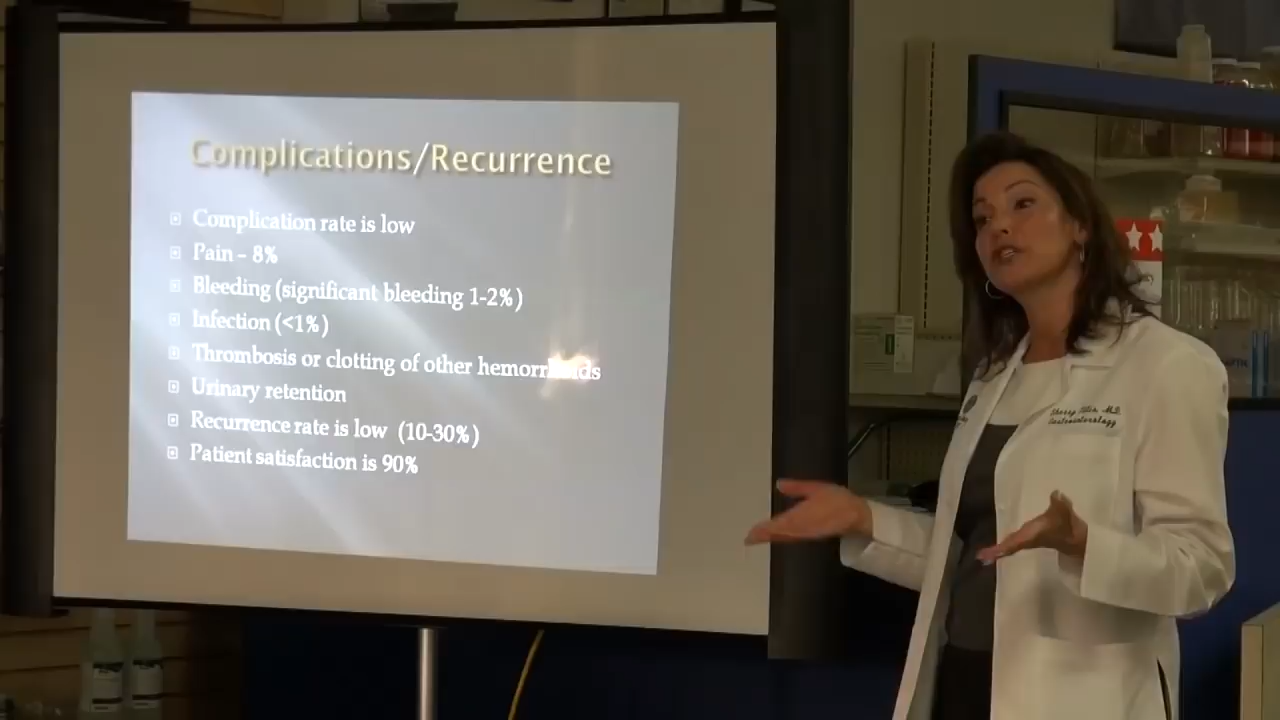 Complications/Recurrence
Complication rate is low
Pain – 8%
Bleeding (significant bleeding 1-2%)
Infection (<1%)
Thrombosis or clotting of other hemorrhoids
Urinary retention
Recurrence rate is low (10-30%)
Patient satisfaction is 90%
Sherry M.D.
Gastroenterology